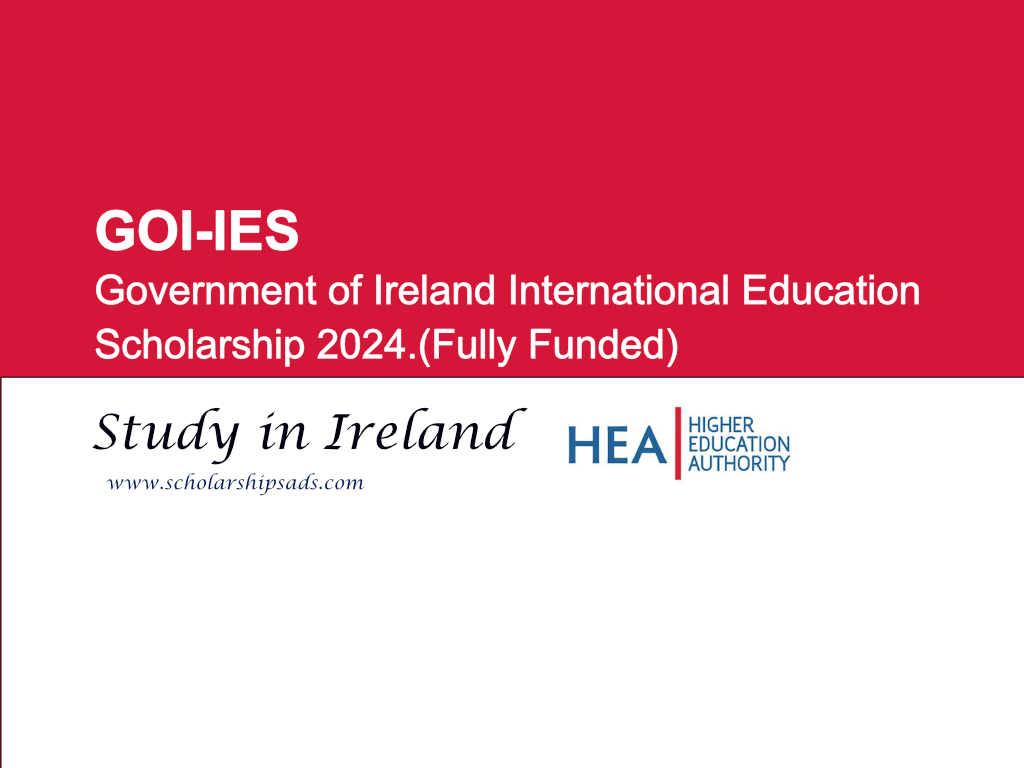 GOI-IES
Government of Ireland International Education
Scholarship 2024.(Fully Funded)
Study in Ireland
www.scholarshipsads.com
HEA
HIGHER
EDUCATION
AUTHORITY